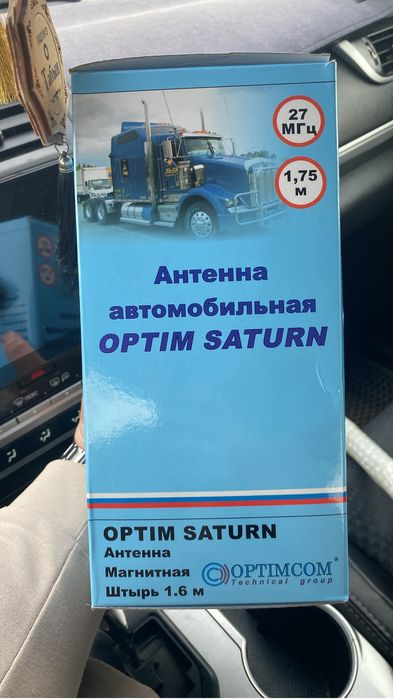 27
МГц
1,75
м
Антенна
автомобильная
OPTIM SATURN
OPTIM SATURN
Антенна
Магнитная
Штырь 1.6 м
OPTIMCOM®
Technical group